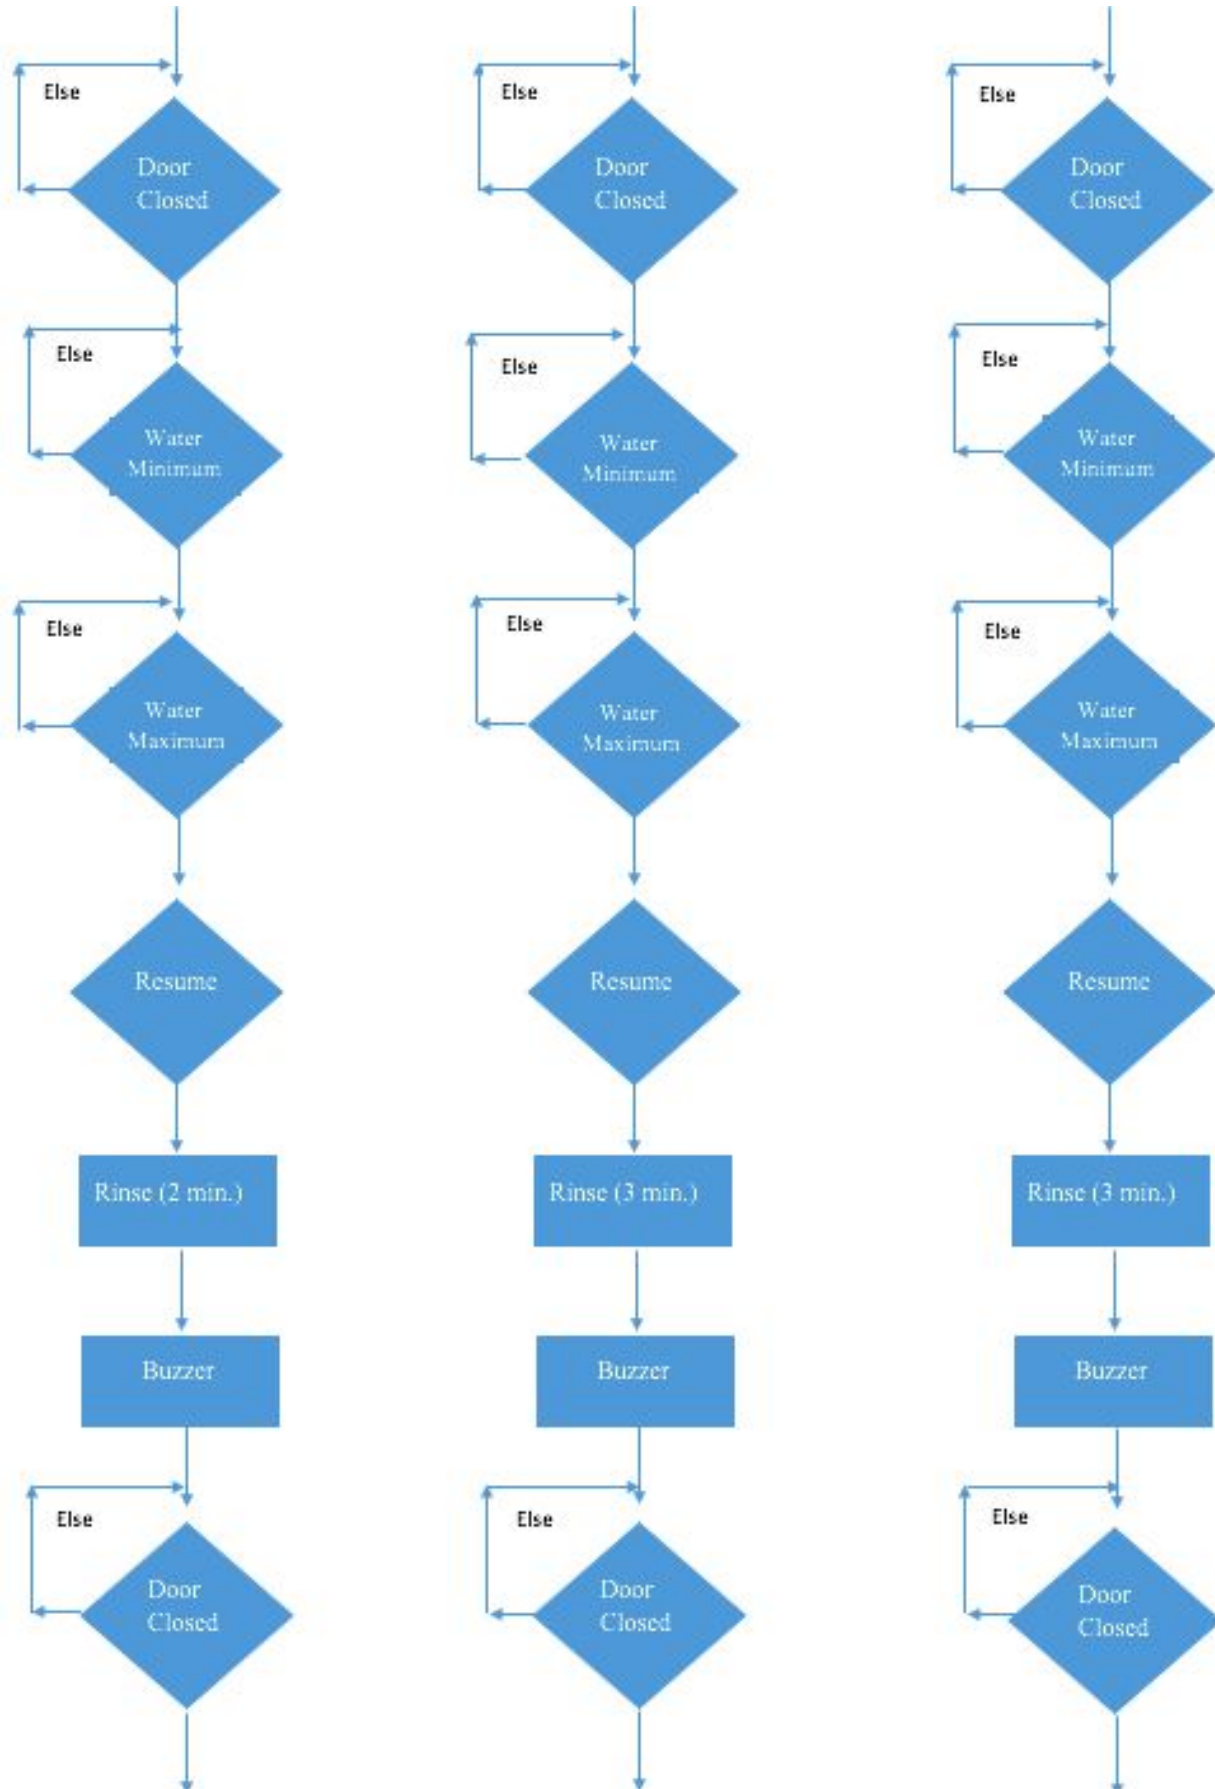 Else
Door
Closed
Else
Water
Minimum
Else
Water
Maximum
Resume
Rinse (2 min.)
Buzzer
Else
Door
Closed
Else
Door
Closed
Else
Water
Minimum
Else
Water
Maximum
Resume
Rinse (3 min.)
Buzzer
Else
Door
Closed
Else
Door
Closed
Else
Water
Minimum
Else
Water
Maximum
Resume
Rinse (3 min.)
Buzzer
Else
Door
Closed